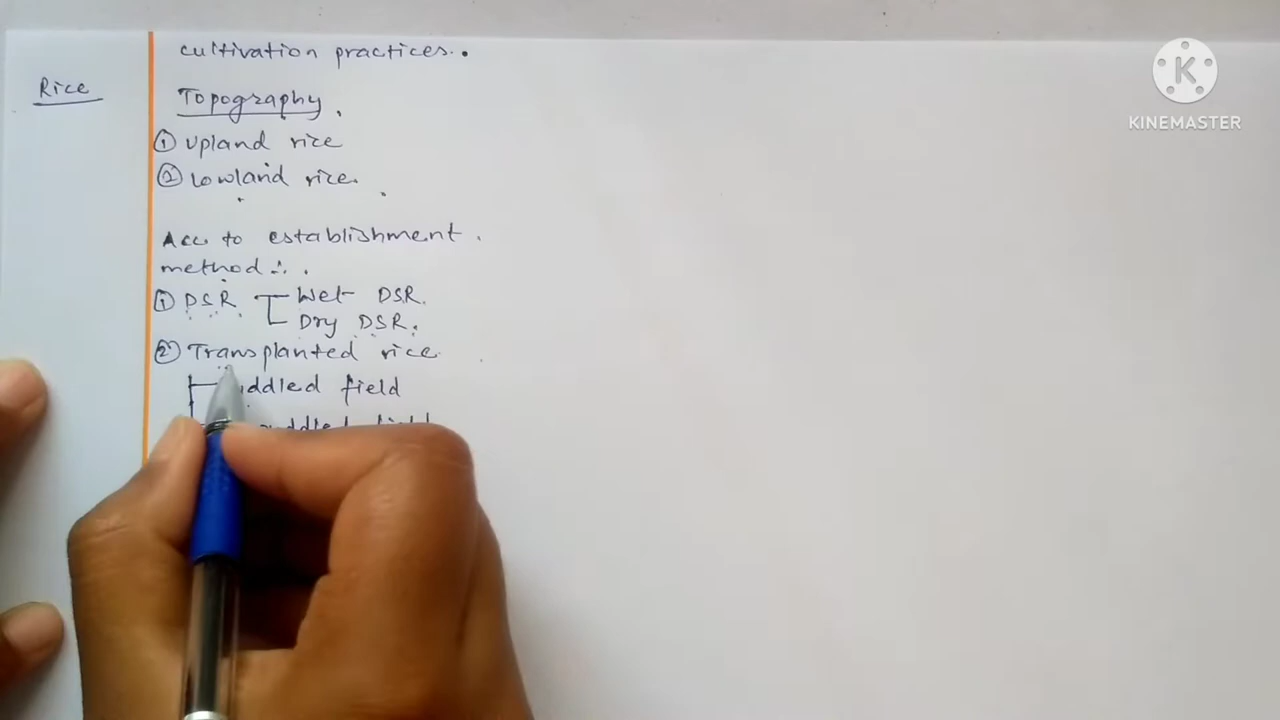 cultivation practices.
Rice
Topography
① Upland rice
② Lowland rice.
Acc to establishment
method :-
① DSR Wet DSR.
Dry DSR.
② Transplanted rice
field
K
KINEMASTER